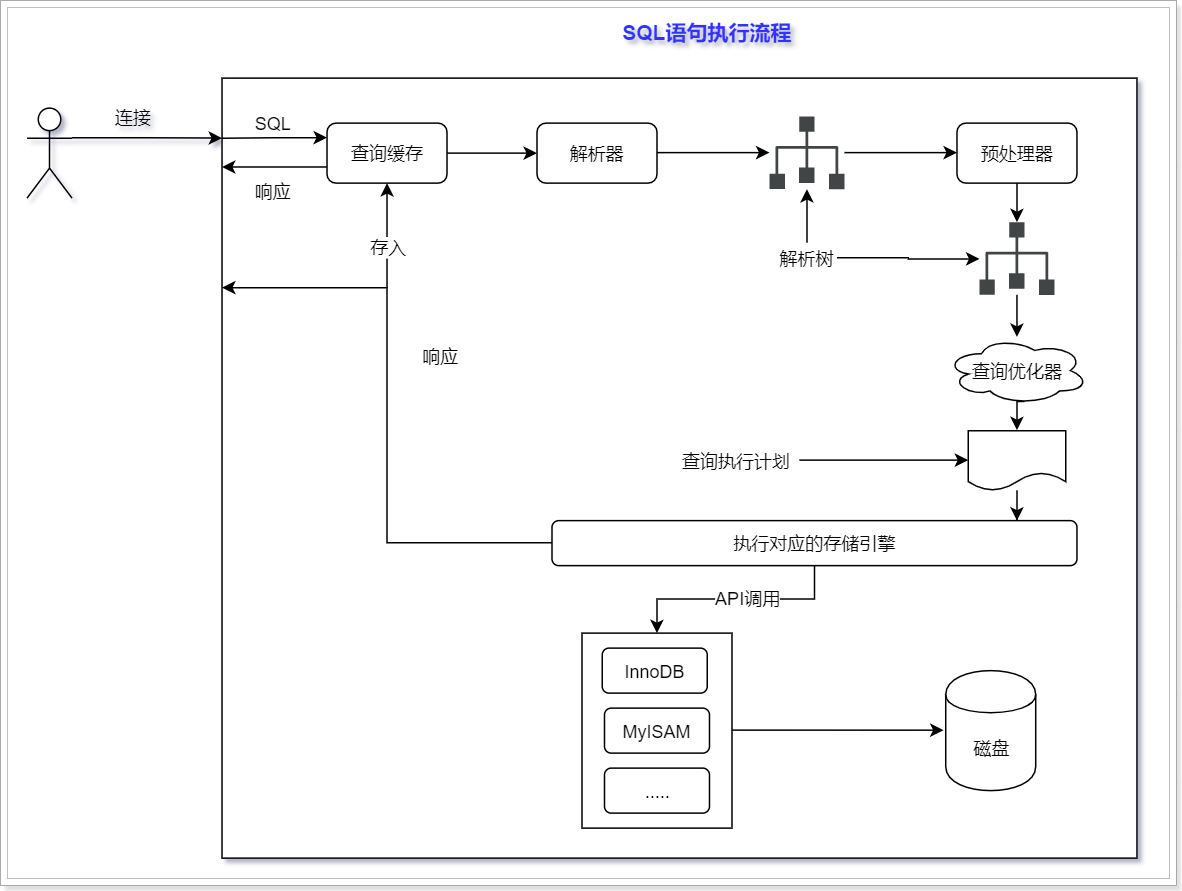 SQL语句执行流程
连接
SQL
查询缓存
解析器
预处理器
响应
存入
解析树
响应
查询优化器
查询执行计划
执行对应的存储引擎
API调用
InnoDB
MyISAM
.....
磁盘